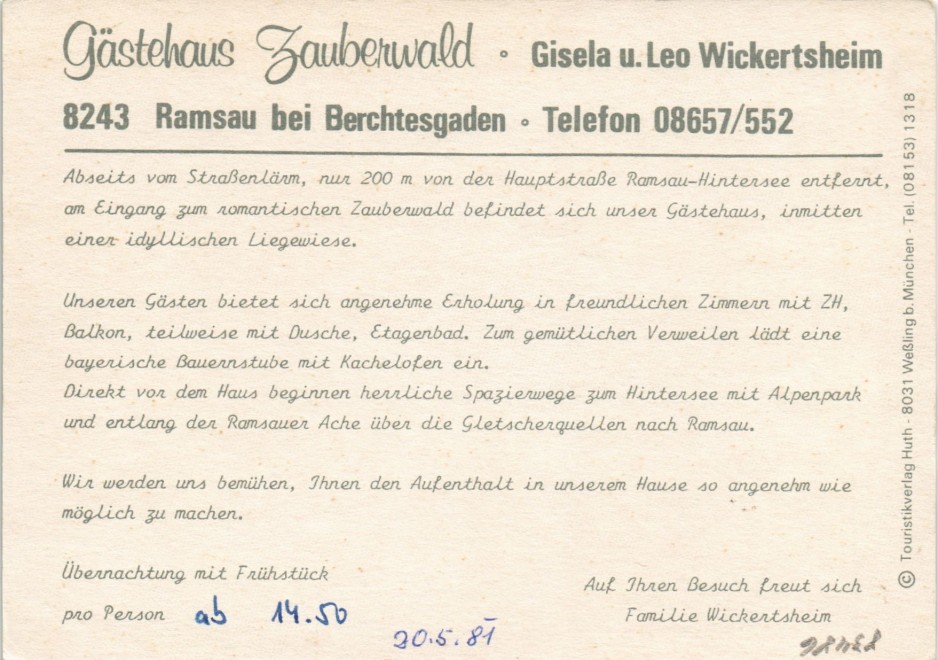 Gästehaus Zauberwald • Gisela u. Leo Wickertsheim
8243 Ramsau bei Berchtesgaden • Telefon 08657/552
Abseits vom Straßenlärm, nur 200 m von der Hauptstraße Ramsau-Hintersee entfernt,
am Eingang zum romantischen Zauberwald befindet sich unser Gästehaus, inmitten
einer idyllischen Liegewiese.
Unseren Gästen bietet sich angenehme Erholung in freundlichen Zimmern mit ZH,
Balkon, teilweise mit Dusche, Etagenbad. Zum gemütlichen Verweilen lädt eine
bayerische Bauernstube mit Kachelofen ein.
Direkt vor dem Haus beginnen herrliche Spazierwege zum Hintersee mit Alpenpark
und entlang der Ramsauer Ache über die Gletscherquellen nach Ramsau.
Wir werden uns bemühen, Ihnen den Aufenthalt in unserem Hause so angenehm wie
möglich zu machen.
Übernachtung mit Frühstück
pro Person ab 14.50
20.5.81
Auf Ihren Besuch freut sich
Familie Wickertsheim
© Touristikverlag Huth - 8031 Weßling b. München - Tel. (08153) 1318